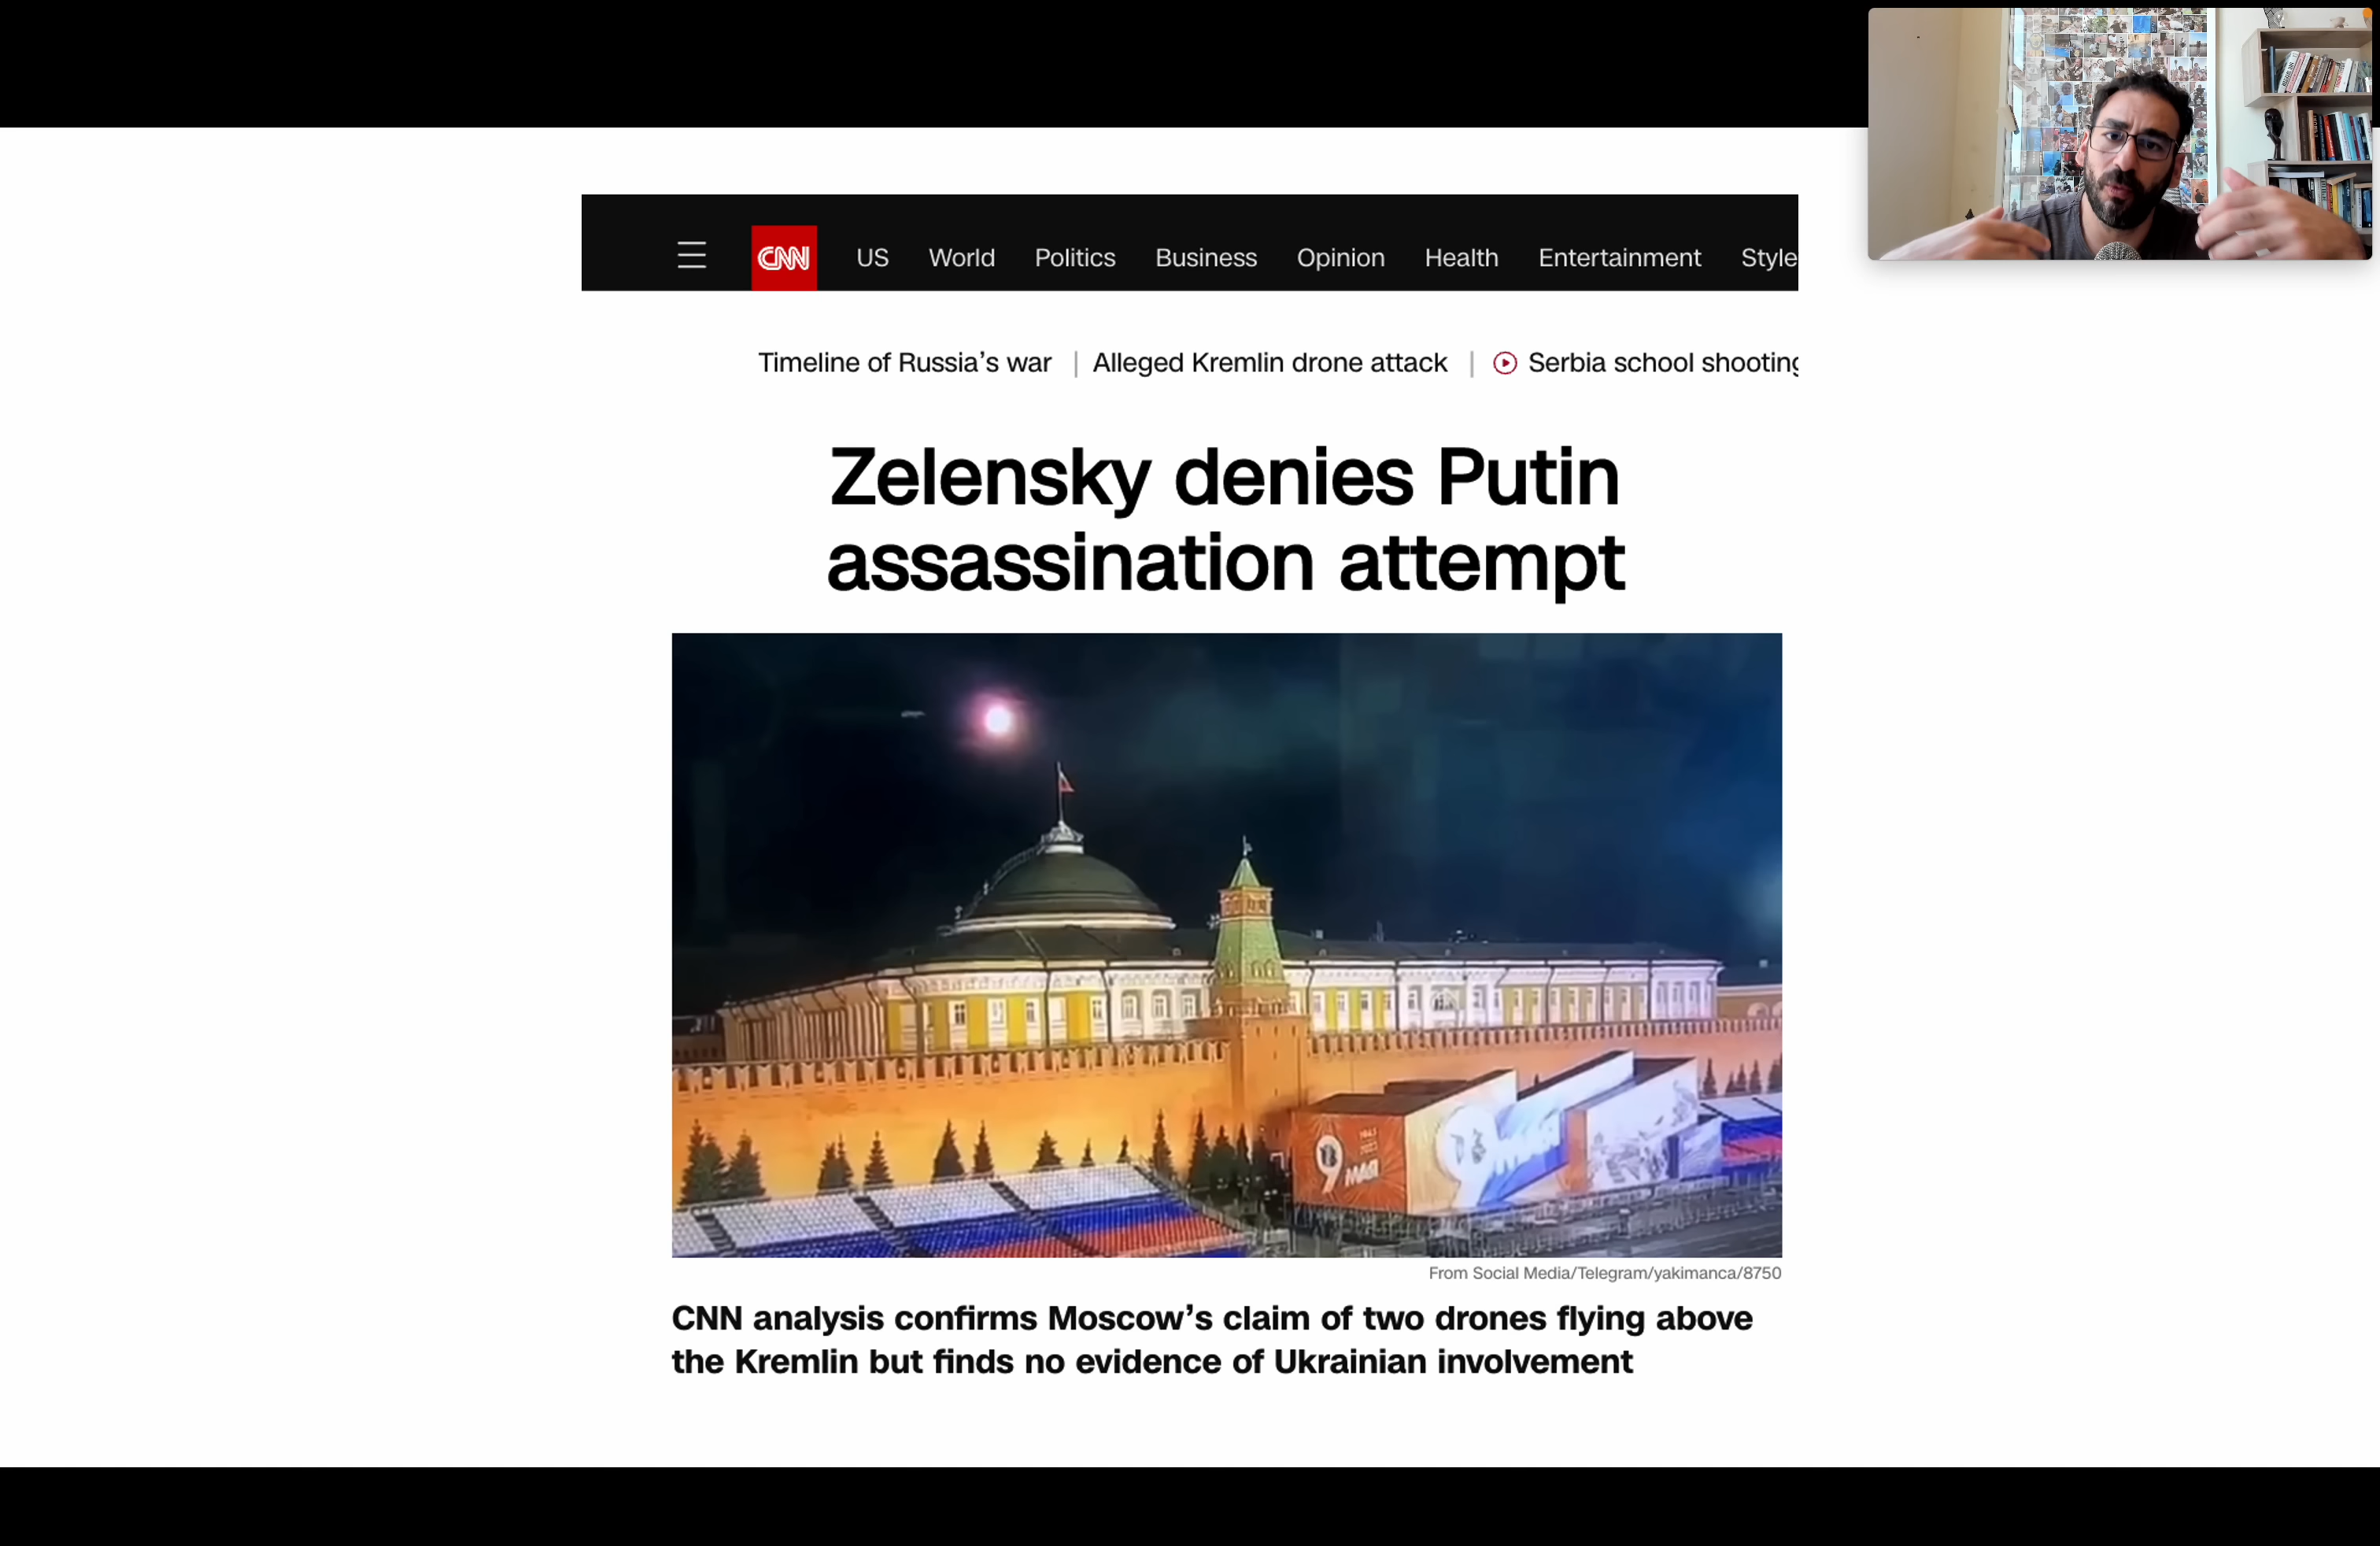 CNN US World Politics Business Opinion Health Entertainment Style
Timeline of Russia’s war | Alleged Kremlin drone attack | Serbia school shooting
Zelensky denies Putin
assassination attempt
9
МАЯ
From Social Media/Telegram/yakimanca/8750
CNN analysis confirms Moscow’s claim of two drones flying above
the Kremlin but finds no evidence of Ukrainian involvement